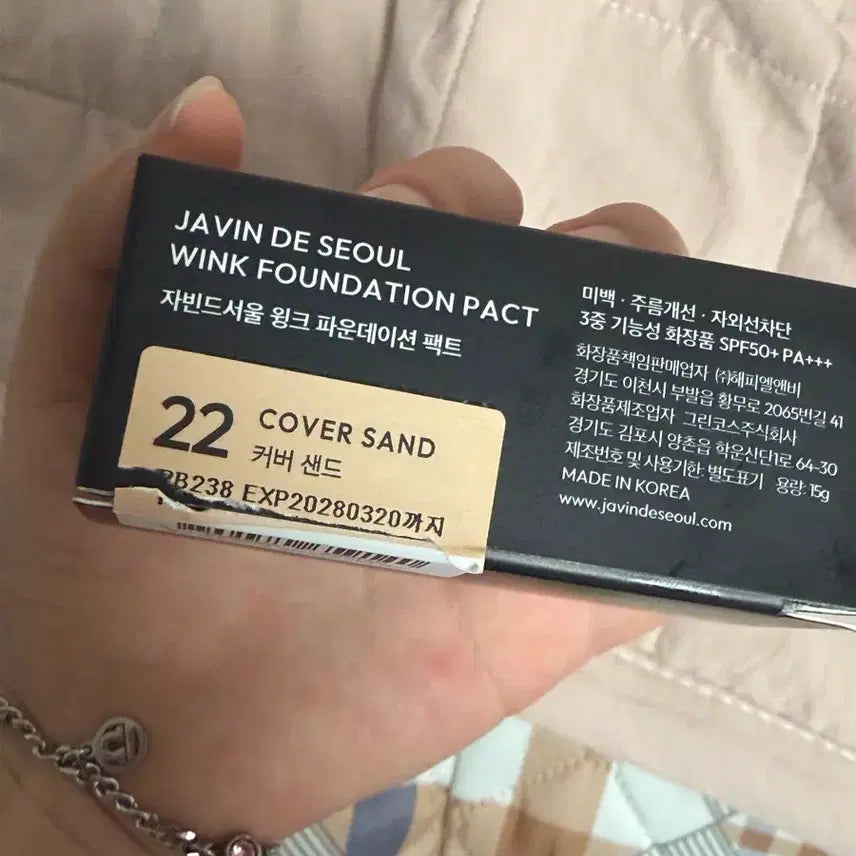 JAVIN DE SEOUL
WINK FOUNDATION PACT
자빈드서울 윙크 파운데이션 팩트
22 COVER SAND
커버 샌드
PB238 EXP20280320까지
미백 · 주름개선 · 자외선차단
3중 기능성 화장품 SPF50+ PA+++
화장품책임판매업자 ㈜해피엘앤비
경기도 이천시 부발읍 황무로 2065번길 41
화장품제조업자 그린코스주식회사
경기도 김포시 양촌읍 학운산단1로 64-30
제조번호 및 사용기한: 별도표기 용량: 15g
MADE IN KOREA
www.javindeseoul.com